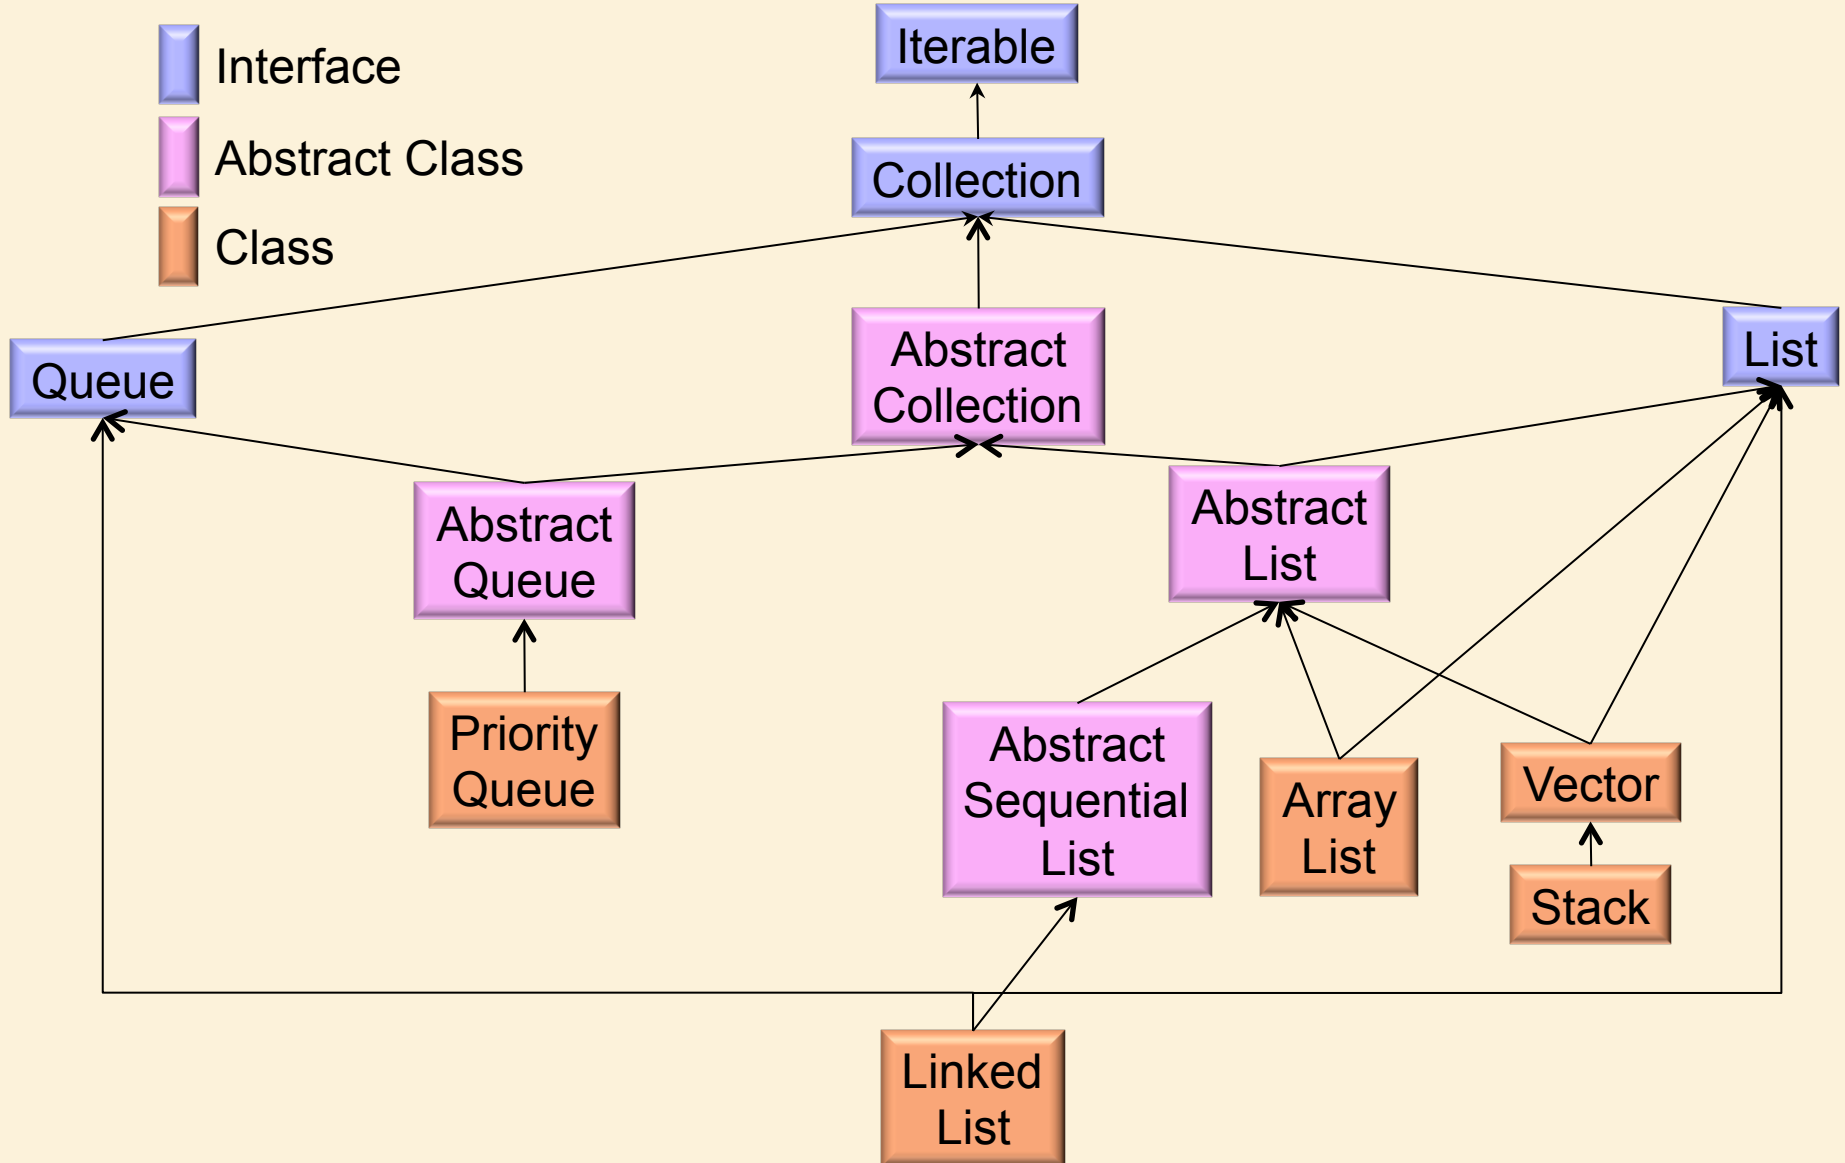 Interface
Abstract Class
Class
Iterable
Collection
Queue
Abstract
Collection
List
Abstract
Queue
Abstract
List
Priority
Queue
Abstract
Sequential
List
Array
List
Vector
Stack
Linked
List